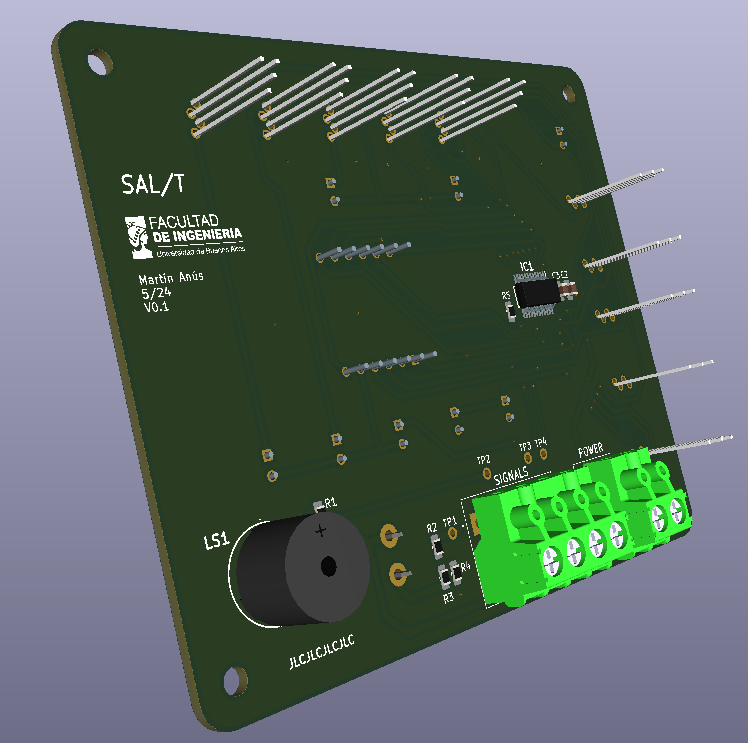 SAL/T
FACULTAD
DE INGENIERIA
Universidad de Buenos Aires
Martín Anús
5/24
V0.1
IC1
C2
R5
TP2
TP3
TP4
POWER
SIGNALS
R1
LS1
R2
TP1
R4
R3
JLCJLCJLCJLC